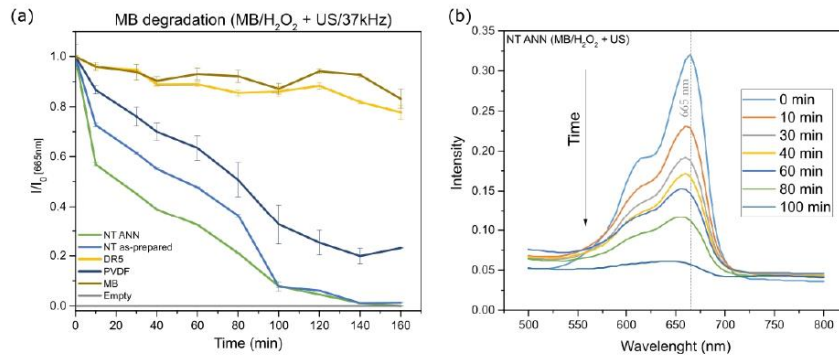 (a)
MB degradation (MB/H₂O₂ + US/37kHz)
1.0
0.8
0.6
0.4
0.2
0.0
I/I₀ [665nm]
NT ANN
NT as-prepared
DR5
PVDF
MB
Empty
0 20 40 60 80 100 120 140 160
Time (min)
(b)
NT ANN (MB/H₂O₂ + US)
0.35
0.30
0.25
0.20
0.15
0.10
0.05
0.00
Intensity
Time
665 nm
0 min
10 min
30 min
40 min
60 min
80 min
100 min
500 550 600 650 700 750 800
Wavelenght (nm)